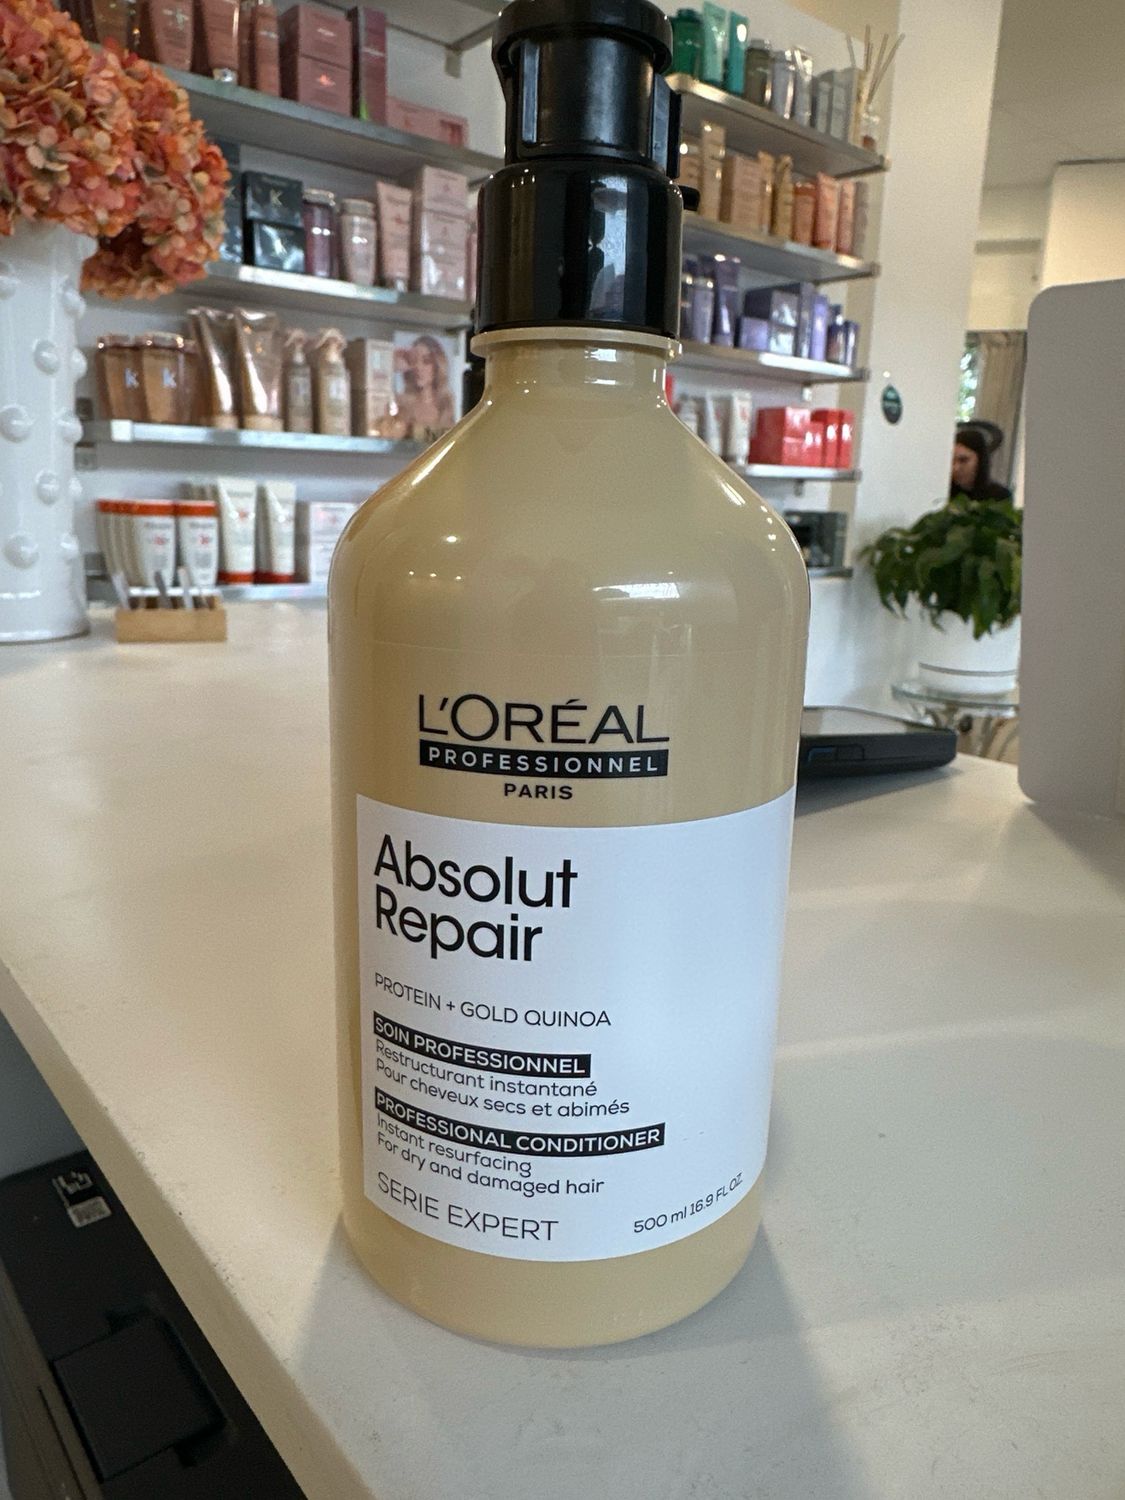 L'ORÉAL
PROFESSIONNEL
PARIS
Absolut
Repair
PROTEIN + GOLD QUINOA
SOIN PROFESSIONNEL
Restructurant instantané
Pour cheveux secs et abimés
PROFESSIONAL CONDITIONER
Instant resurfacing
For dry and damaged hair
SERIE EXPERT
500 ml 16.9 FL OZ.
K
K
K